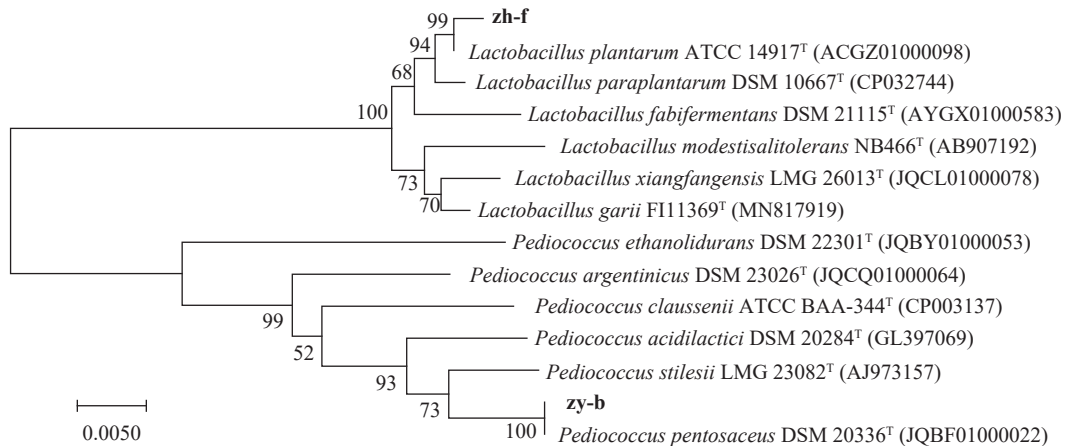 99 zh-f
94 Lactobacillus plantarum ATCC 14917ᵀ (ACGZ01000098)
68 Lactobacillus paraplantarum DSM 10667ᵀ (CP032744)
100 Lactobacillus fabifermentans DSM 21115ᵀ (AYGX01000583)
Lactobacillus modestisalitolerans NB466ᵀ (AB907192)
73 Lactobacillus xiangfangensis LMG 26013ᵀ (JQCL01000078)
70 Lactobacillus garii FI11369ᵀ (MN817919)
Pediococcus ethanolidurans DSM 22301ᵀ (JQBY01000053)
Pediococcus argentinicus DSM 23026ᵀ (JQCQ01000064)
99 Pediococcus claussenii ATCC BAA-344ᵀ (CP003137)
52 Pediococcus acidilactici DSM 20284ᵀ (GL397069)
93 Pediococcus stilesii LMG 23082ᵀ (AJ973157)
73 zy-b
100 Pediococcus pentosaceus DSM 20336ᵀ (JQBF01000022)
0.0050